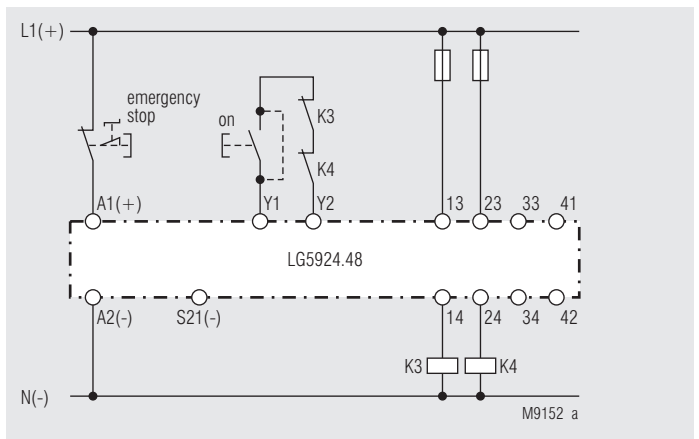 L1(+)
emergency
stop
on
K3
K4
A1(+)
Y1
Y2
13
23
33
41
LG5924.48
A2(-)
S21(-)
14
24
34
42
K3
K4
N(-)
M9152 a